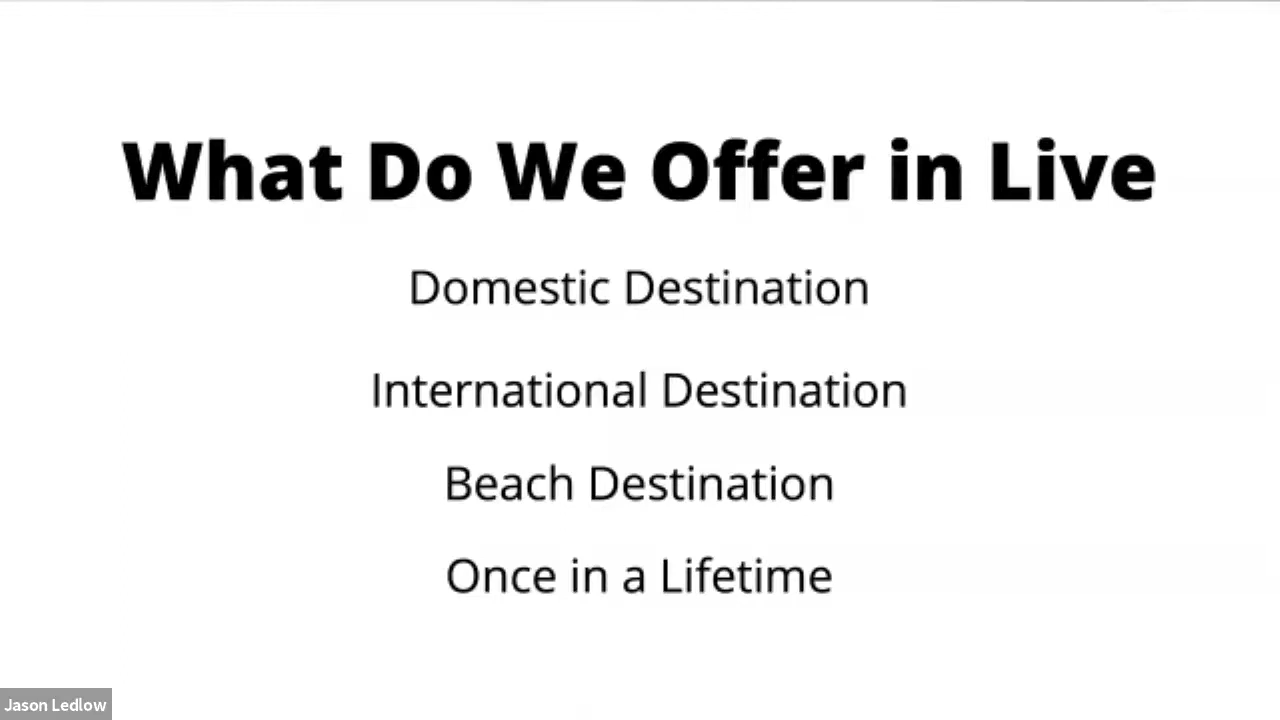 What Do We Offer in Live
Domestic Destination
International Destination
Beach Destination
Once in a Lifetime
Jason Ledlow